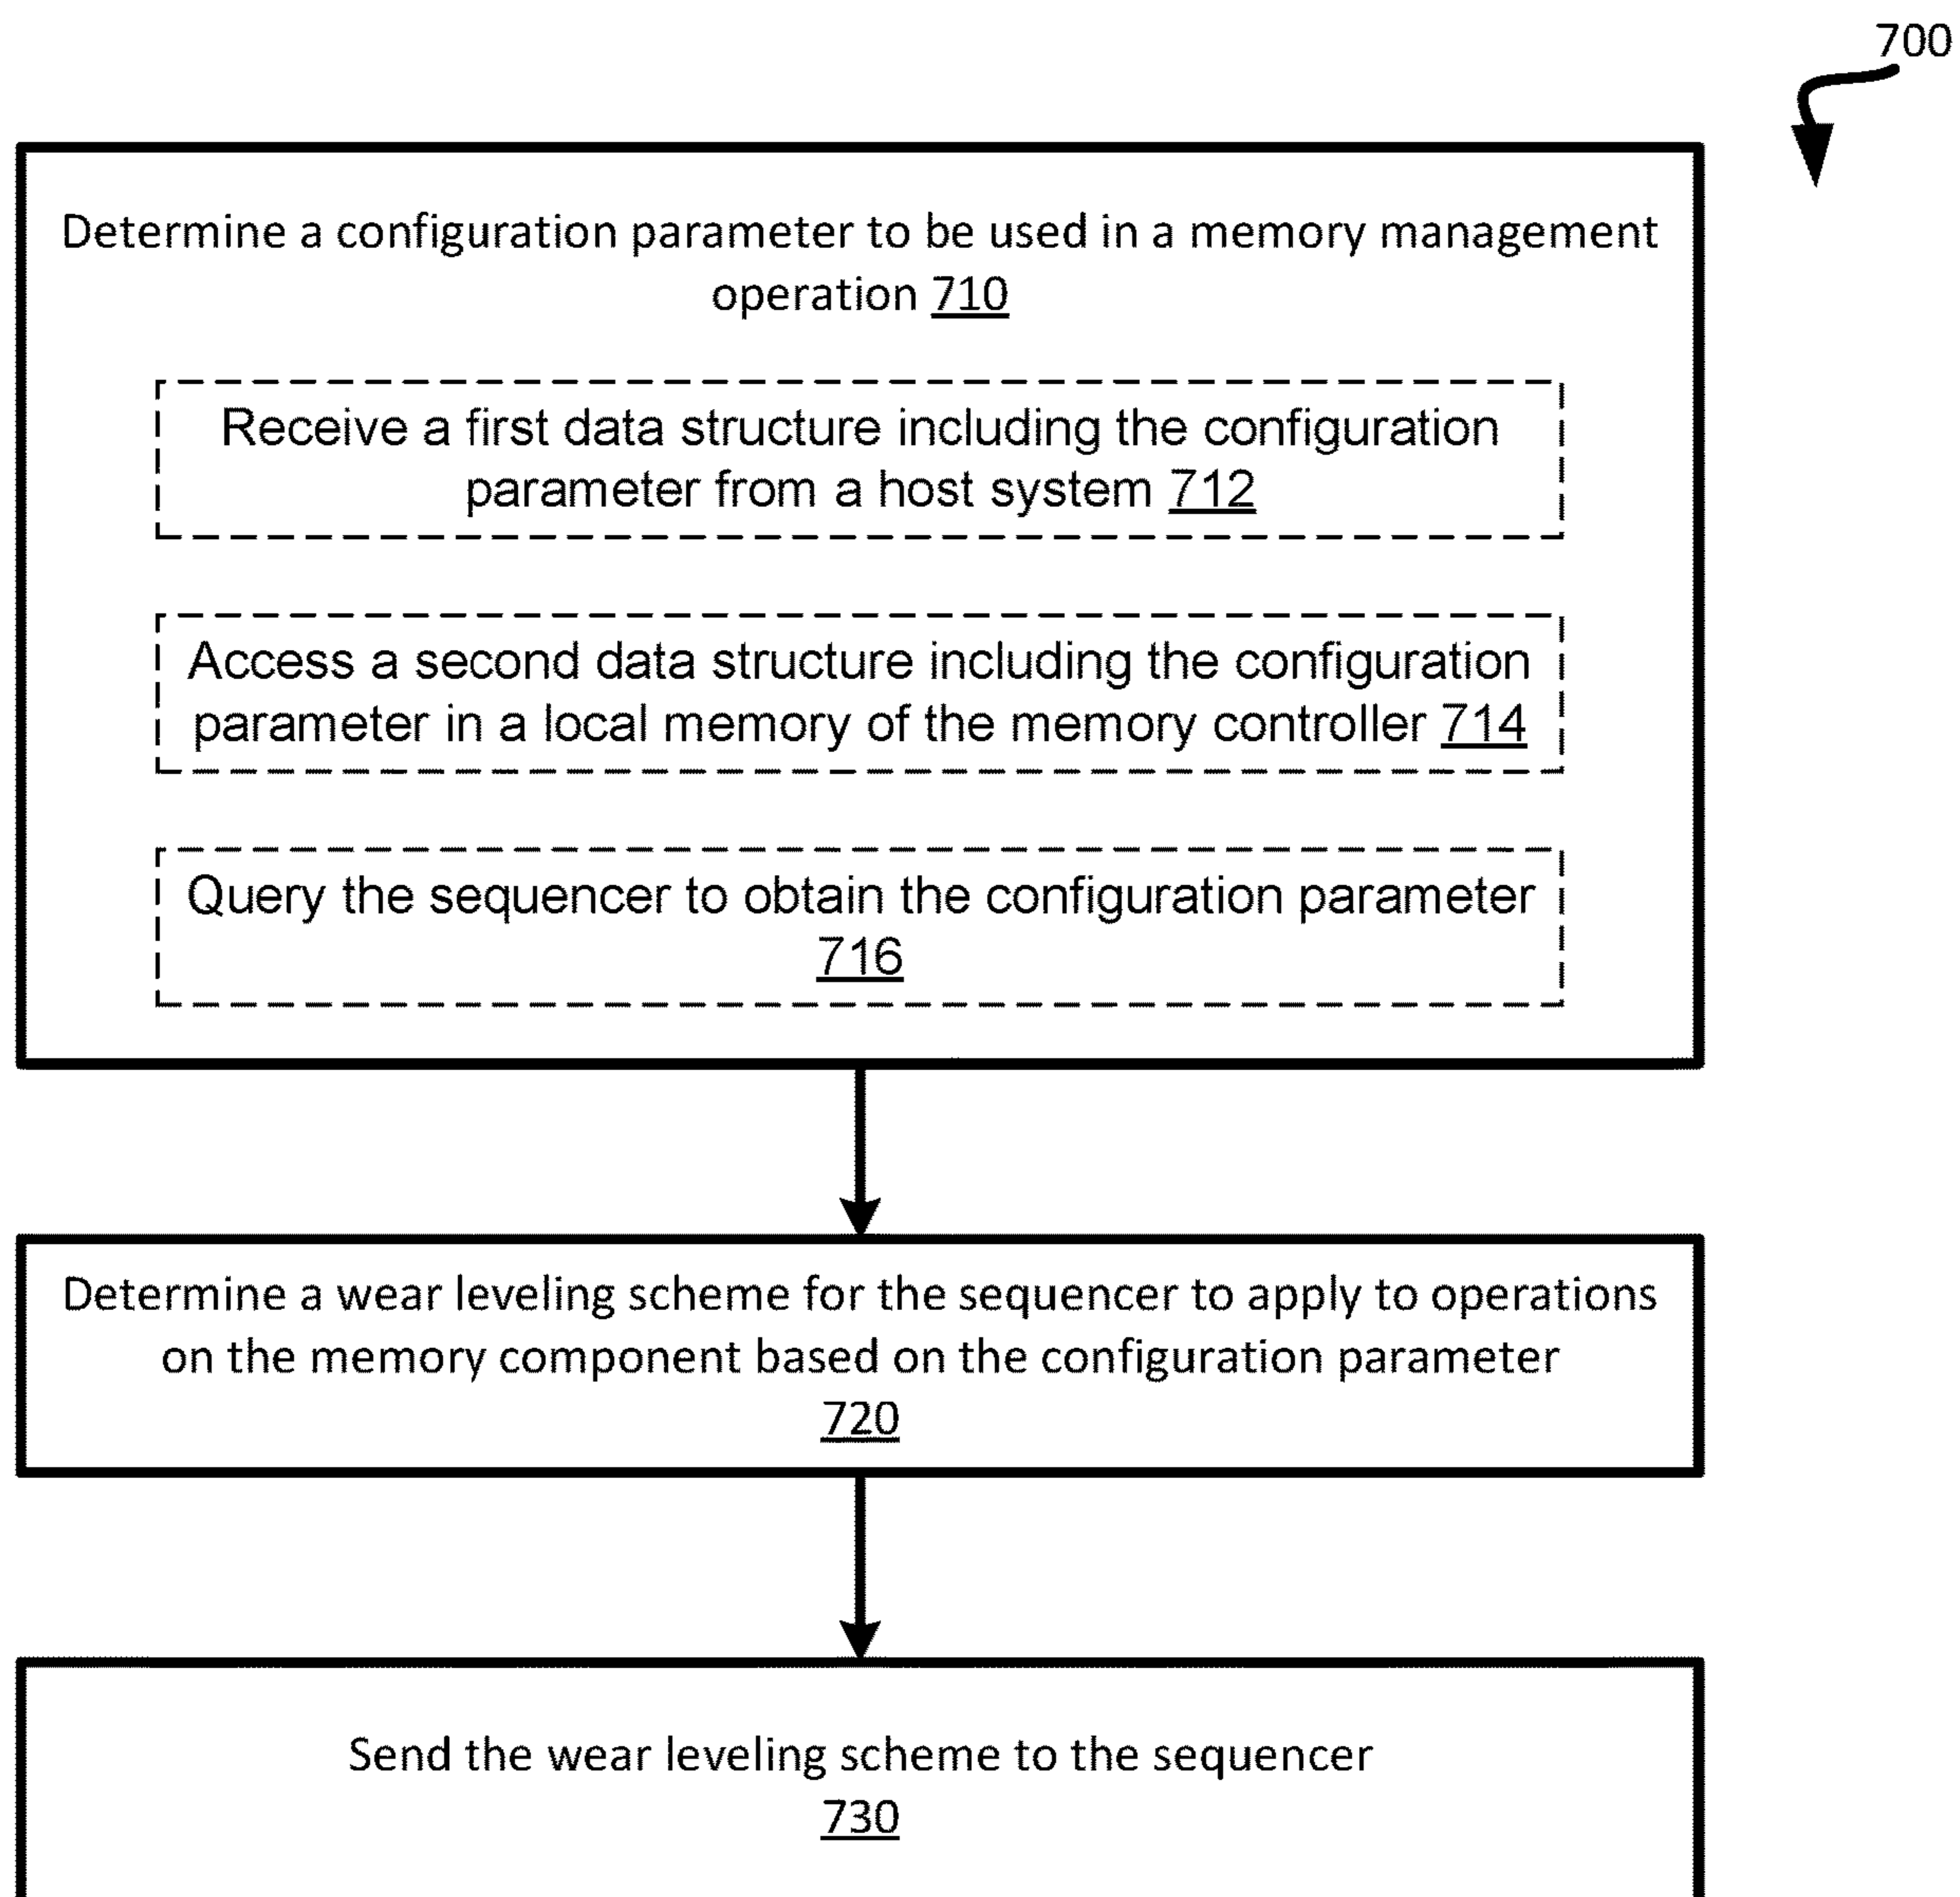 700
Determine a configuration parameter to be used in a memory management
operation 710
Receive a first data structure including the configuration
parameter from a host system 712
Access a second data structure including the configuration
parameter in a local memory of the memory controller 714
Query the sequencer to obtain the configuration parameter
716
Determine a wear leveling scheme for the sequencer to apply to operations
on the memory component based on the configuration parameter
720
Send the wear leveling scheme to the sequencer
730